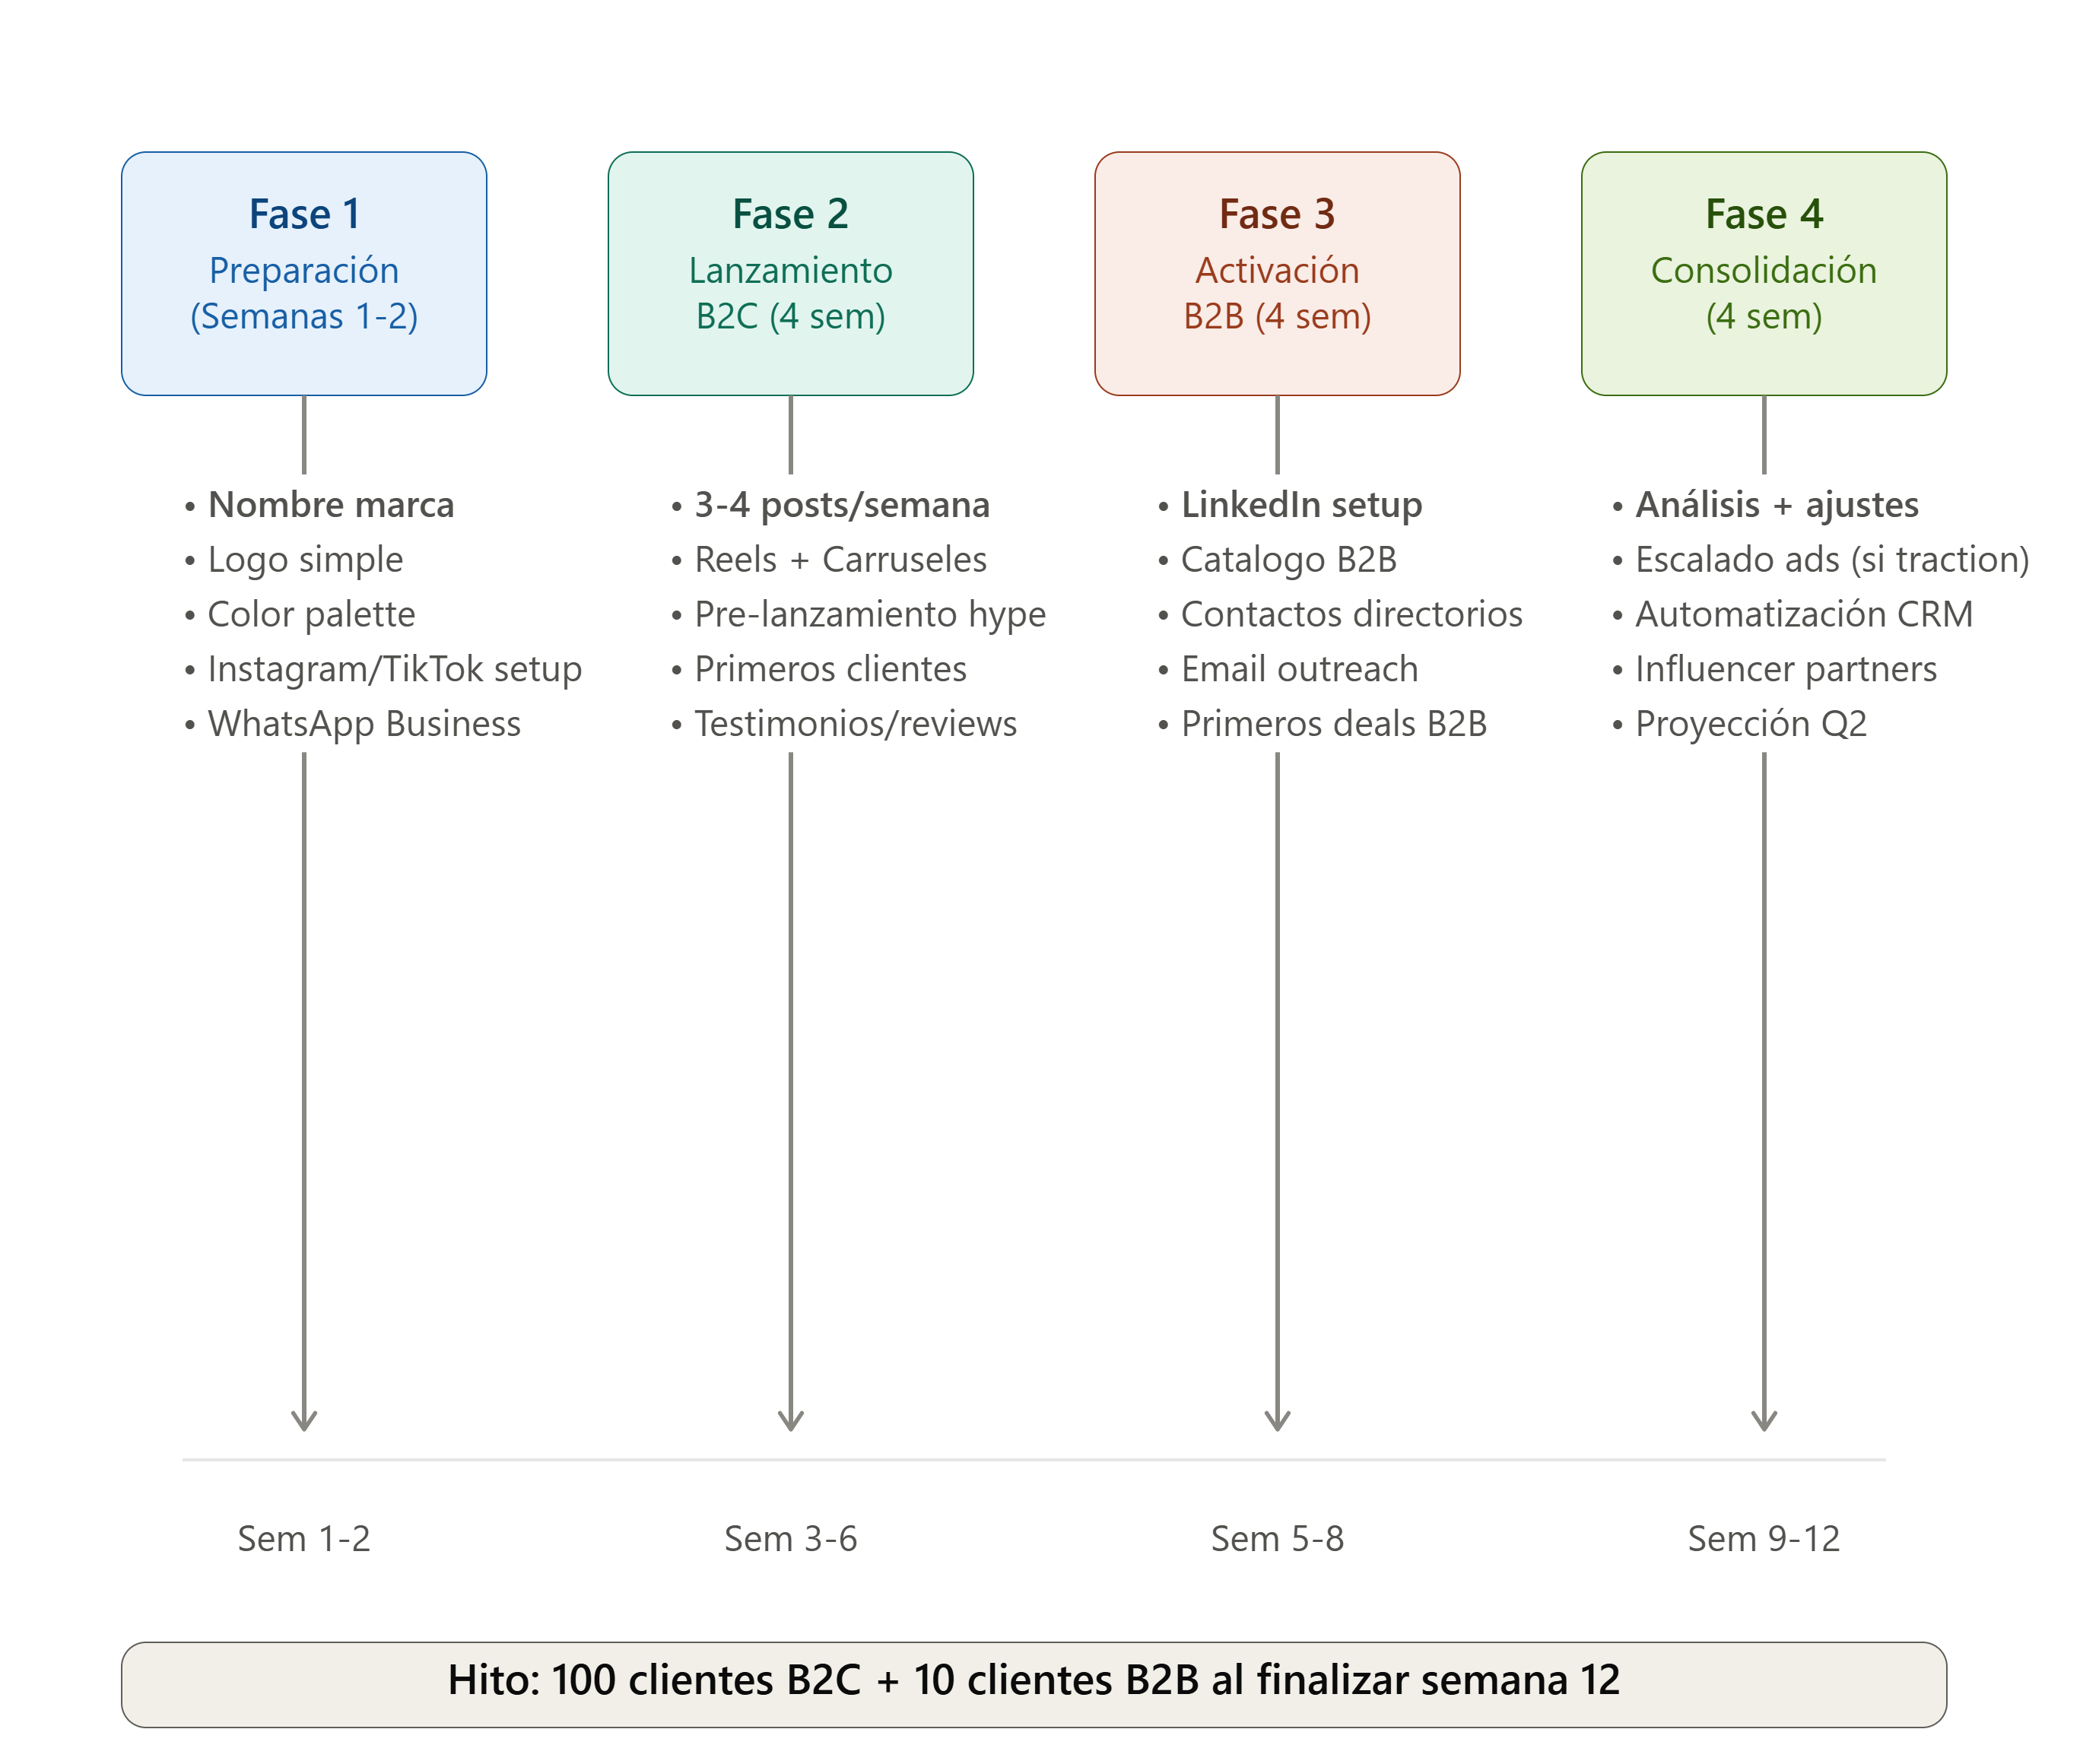 Fase 1
Preparación
(Semanas 1-2)
• Nombre marca
• Logo simple
• Color palette
• Instagram/TikTok setup
• WhatsApp Business
Fase 2
Lanzamiento
B2C (4 sem)
• 3-4 posts/semana
• Reels + Carruseles
• Pre-lanzamiento hype
• Primeros clientes
• Testimonios/reviews
Fase 3
Activación
B2B (4 sem)
• LinkedIn setup
• Catalogo B2B
• Contactos directorios
• Email outreach
• Primeros deals B2B
Fase 4
Consolidación
(4 sem)
• Análisis + ajustes
• Escalado ads (si traction)
• Automatización CRM
• Influencer partners
• Proyección Q2
Sem 1-2
Sem 3-6
Sem 5-8
Sem 9-12
Hito: 100 clientes B2C + 10 clientes B2B al finalizar semana 12